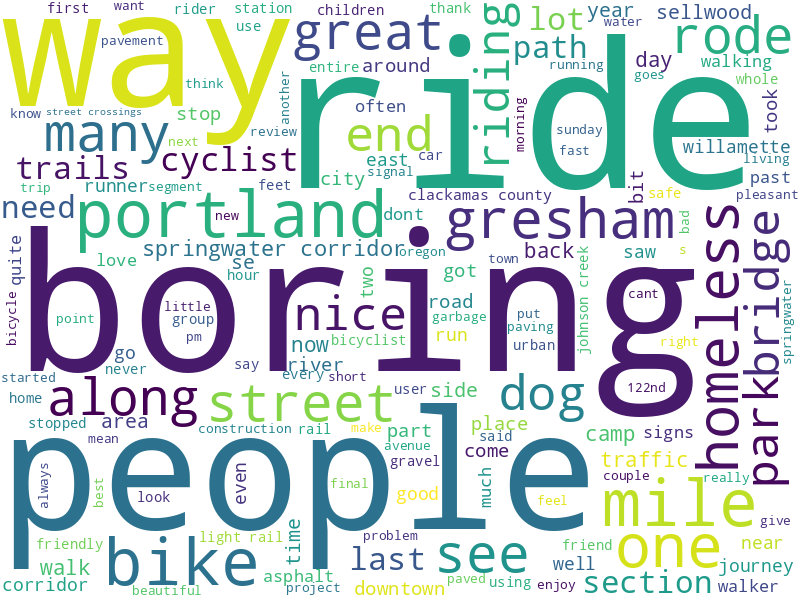 first want rider station children thank water sellwood
way use great lot year rode
pavement entire around path running day walking
think ride riding goes whole
know street crossings stop another often sunday morning took
many next review end car fast willamette
trails cyclist city east signal living
trip runner segment feet clackamas county bit safe past
need portland new dont gresham pleasant
love springwater corridor oregon back saw bad
quite se hour two got town johnson creek s
boring little nice road cant homeless
bicycle point group garbage put paving parkbridge
pm now bicyclist run urban right springwater
go say river
started never every short user side 122nd
home along street dog
stopped area construction rail make part place camp signs
mean avenue said traffic
people even gravel come couple really
always look final good much mile
best feel give
friendly time light rail problem one near
walk bike last see friend well journey
corridor asphalt downtown paved using section walker
beautiful project enjoy